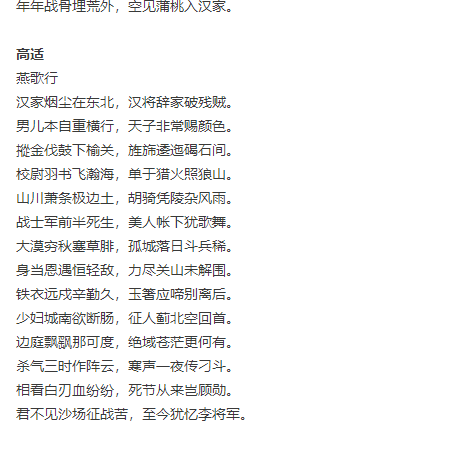 年年战骨埋荒外，空见蒲桃入汉家。
高适
燕歌行
汉家烟尘在东北，汉将辞家破残贼。
男儿本自重横行，天子非常赐颜色。
摐金伐鼓下榆关，旌旆逶迤碣石间。
校尉羽书飞瀚海，单于猎火照狼山。
山川萧条极边土，胡骑凭陵杂风雨。
战士军前半死生，美人帐下犹歌舞。
大漠穷秋塞草腓，孤城落日斗兵稀。
身当恩遇恒轻敌，力尽关山未解围。
铁衣远戍辛勤久，玉箸应啼别离后。
少妇城南欲断肠，征人蓟北空回首。
边庭飘飖那可度，绝域苍茫更何有。
杀气三时作阵云，寒声一夜传刁斗。
相看白刃血纷纷，死节从来岂顾勋。
君不见沙场征战苦，至今犹忆李将军。